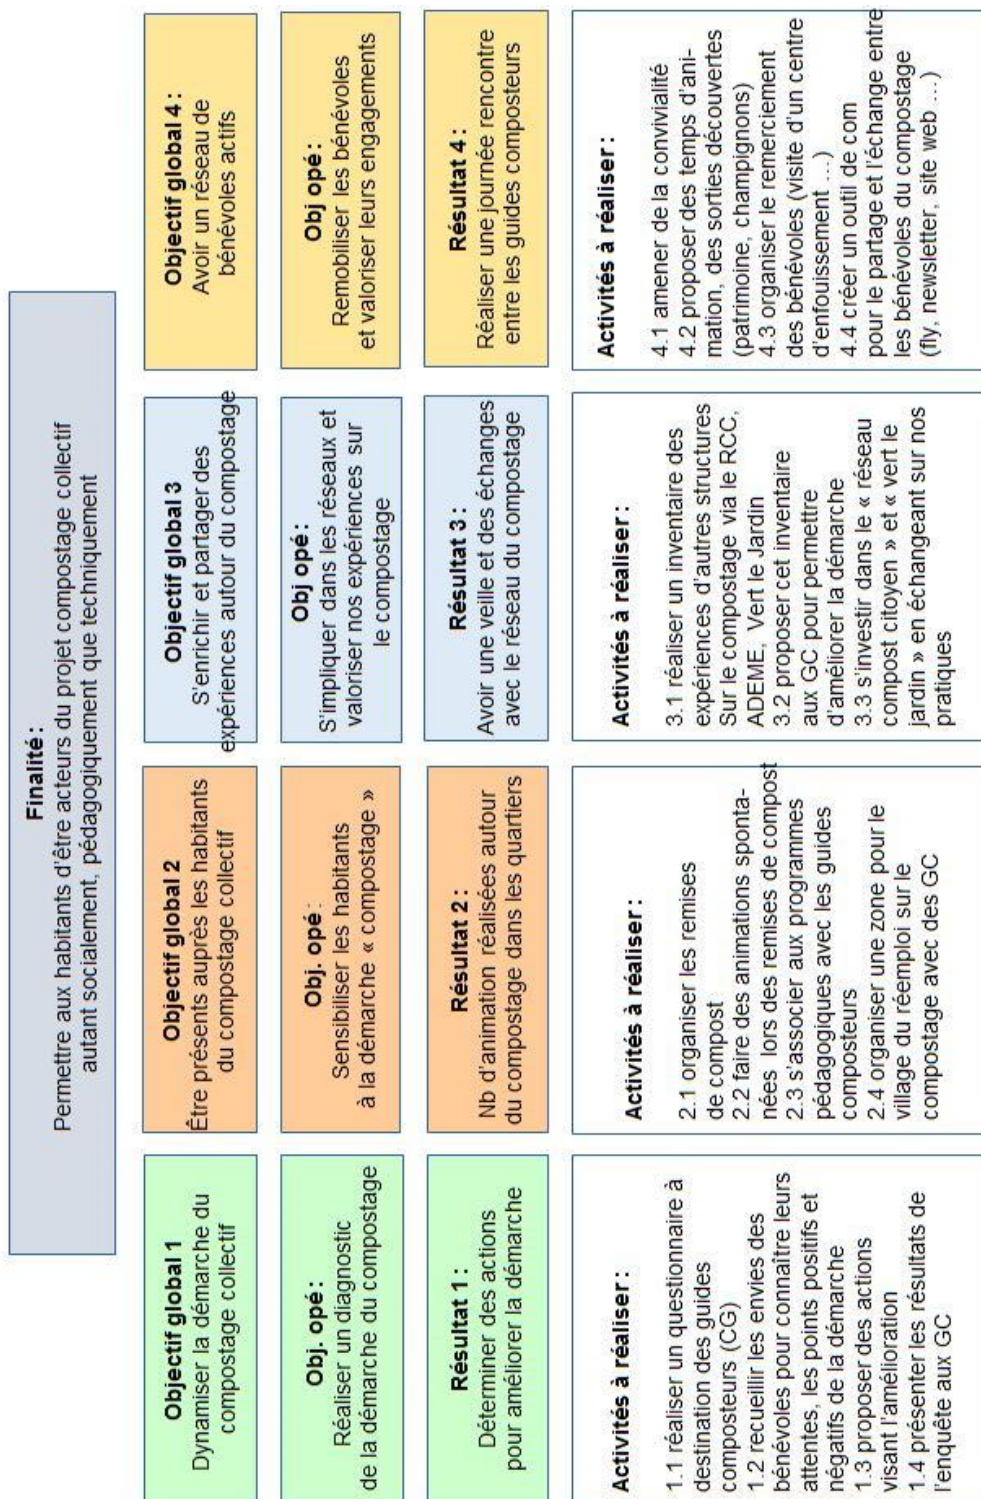 Finalité :
Permettre aux habitants d'être acteurs du projet compostage collectif
autant socialement, pédagogiquement que techniquement
Objectif global 1
Dynamiser la démarche du
compostage collectif
Obj. opé :
Réaliser un diagnostic
de la démarche du compostage
Résultat 1 :
Déterminer des actions
pour améliorer la démarche
Activités à réaliser :
1.1 réaliser un questionnaire à
destination des guides
composteurs (CG)
1.2 recueillir les envies des
bénévoles pour connaître leurs
attentes, les points positifs et
négatifs de la démarche
1.3 proposer des actions
visant l'amélioration
1.4 présenter les résultats de
l'enquête aux GC
Objectif global 2
Être présents auprès les habitants
du compostage collectif
Obj. opé :
Sensibiliser les habitants
à la démarche « compostage »
Résultat 2 :
Nb d'animation réalisées autour
du compostage dans les quartiers
Activités à réaliser :
2.1 organiser les remises
de compost
2.2 faire des animations sponta-
nées lors des remises de compost
2.3 s'associer aux programmes
pédagogiques avec les guides
composteurs
2.4 organiser une zone pour le
village du réemploi sur le
compostage avec des GC
Objectif global 3
S'enrichir et partager des
expériences autour du compostage
Obj opé :
S'impliquer dans les réseaux et
valoriser nos expériences sur
le compostage
Résultat 3 :
Avoir une veille et des échanges
avec le réseau du compostage
Activités à réaliser :
3.1 réaliser un inventaire des
expériences d'autres structures
Sur le compostage via le RCC,
ADEME, Vert le Jardin
3.2 proposer cet inventaire
aux GC pour permettre
d'améliorer la démarche
3.3 s'investir dans le « réseau
compost citoyen » et « vert le
jardin » en échangeant sur nos
pratiques
Objectif global 4 :
Avoir un réseau de
bénévoles actifs
Obj opé :
Remobiliser les bénévoles
et valoriser leurs engagements
Résultat 4 :
Réaliser une journée rencontre
entre les guides composteurs
Activités à réaliser :
4.1 amener de la convivialité
4.2 proposer des temps d'ani-
mation, des sorties découvertes
(patrimoine, champignons)
4.3 organiser le remerciement
des bénévoles (visite d'un centre
d'enfouissement ...)
4.4 créer un outil de com
pour le partage et l'échange entre
les bénévoles du compostage
(fly, newsletter, site web ...)